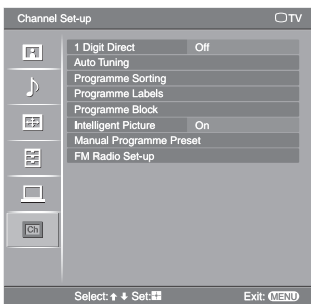 Channel Set-up TV
1 Digit Direct Off
Auto Tuning
Programme Sorting
Programme Labels
Programme Block
Intelligent Picture On
Manual Programme Preset
FM Radio Set-up
Ch
Select: Set: Exit: MENU